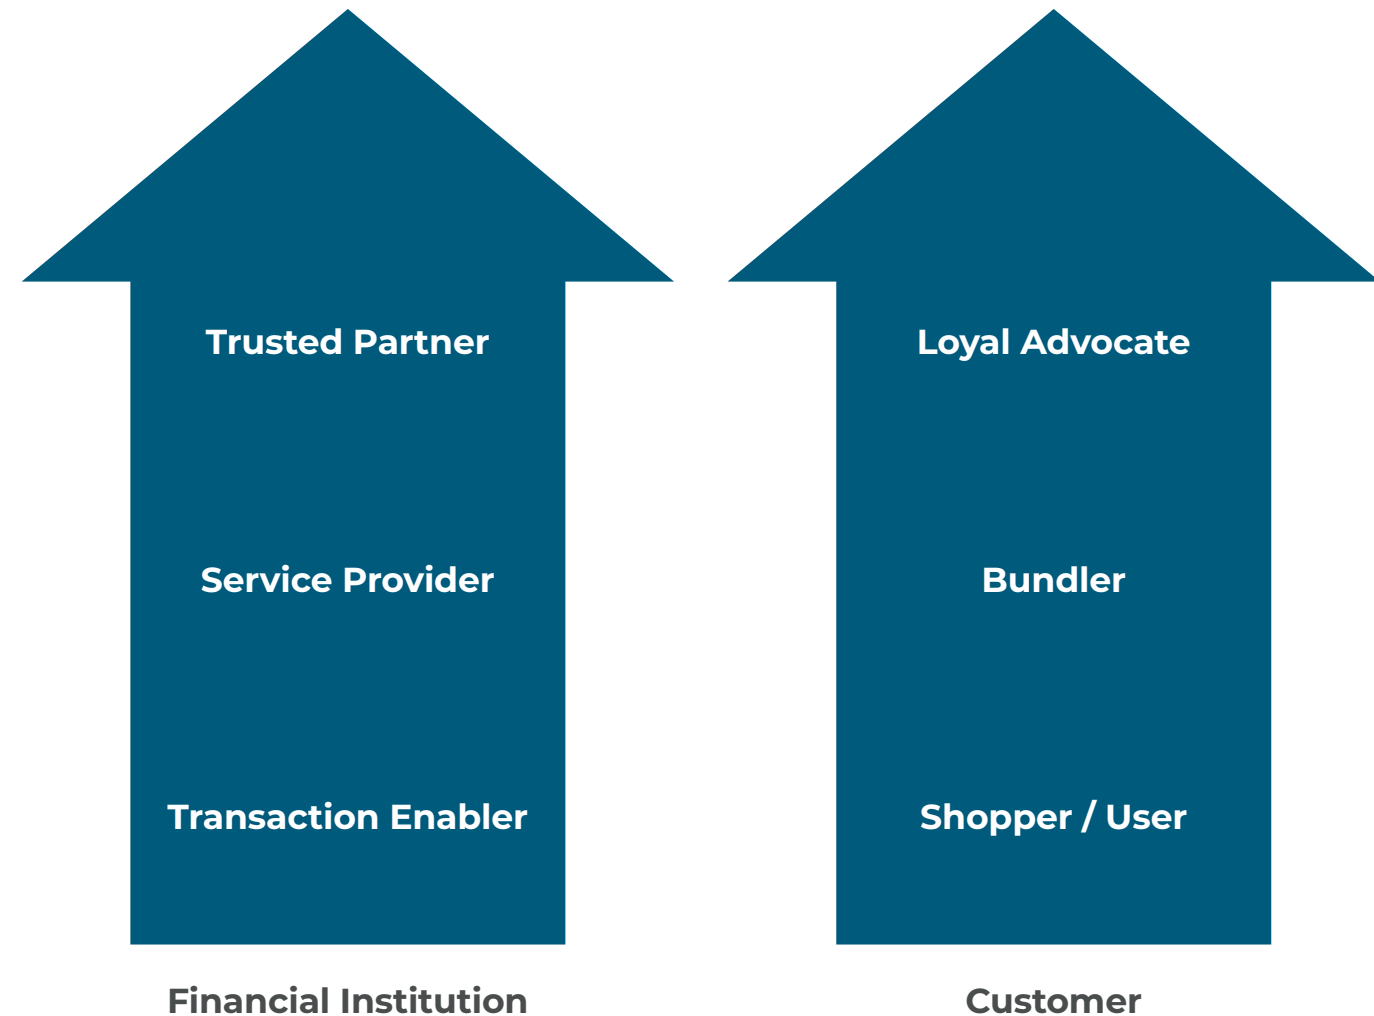 Trusted Partner
Service Provider
Transaction Enabler
Financial Institution
Loyal Advocate
Bundler
Shopper / User
Customer